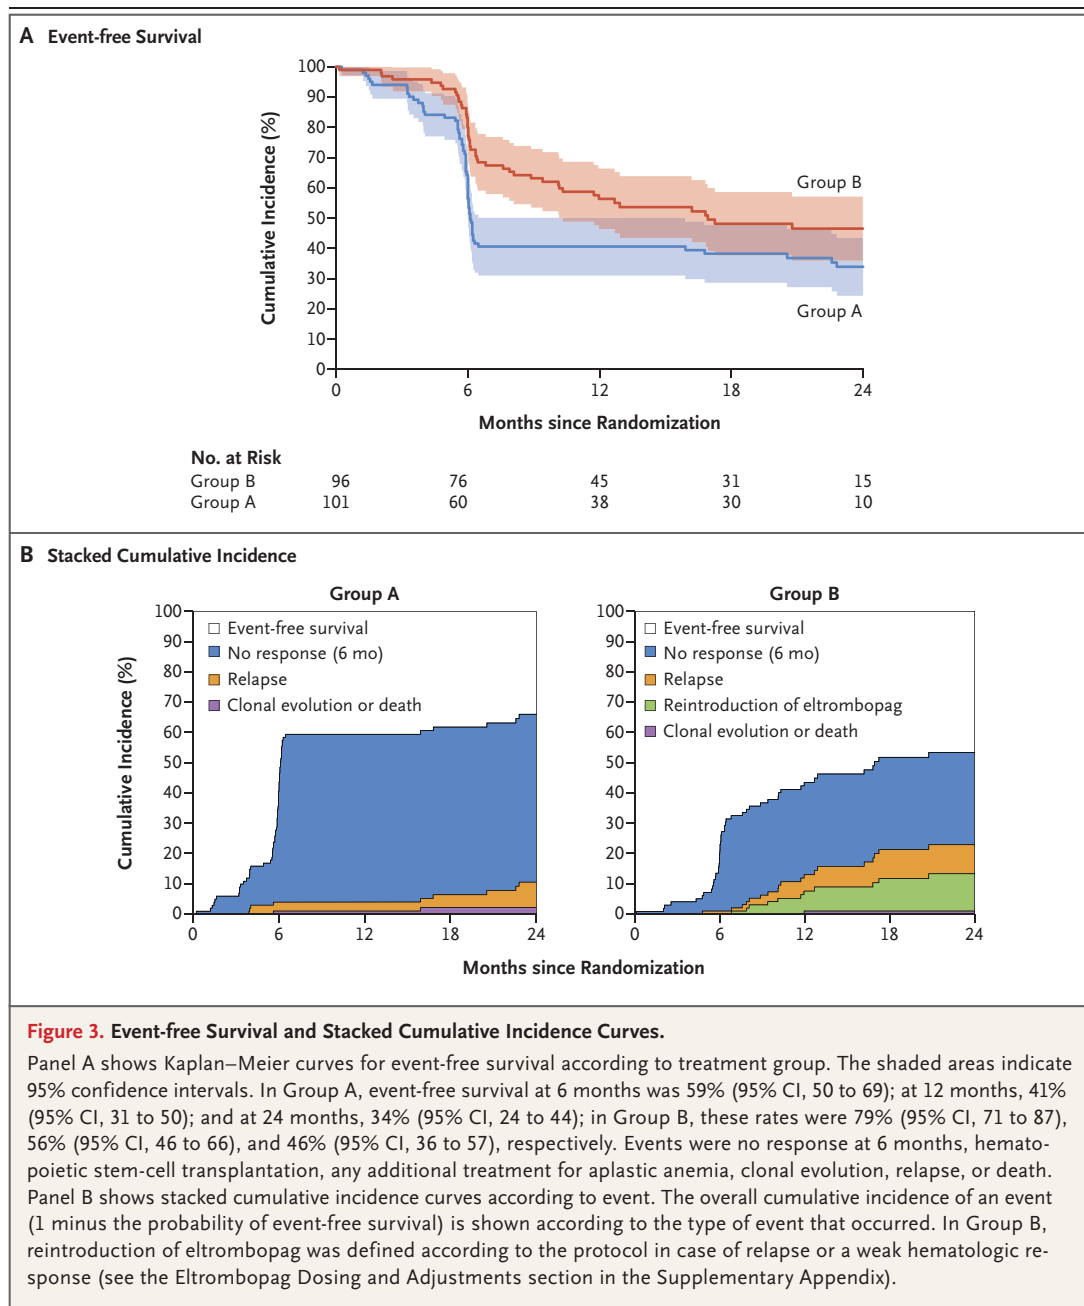 A Event-free Survival
Cumulative Incidence (%)
100
90
80
70
60
50
40
30
20
10
0
Group B
Group A
0 6 12 18 24
Months since Randomization
No. at Risk
Group B 96 76 45 31 15
Group A 101 60 38 30 10
B Stacked Cumulative Incidence
Group A
Cumulative Incidence (%)
100
90
80
70
60
50
40
30
20
10
0
Event-free survival
No response (6 mo)
Relapse
Clonal evolution or death
0 6 12 18 24
Group B
100
90
80
70
60
50
40
30
20
10
0
Event-free survival
No response (6 mo)
Relapse
Reintroduction of eltrombopag
Clonal evolution or death
0 6 12 18 24
Months since Randomization
Figure 3. Event-free Survival and Stacked Cumulative Incidence Curves.
Panel A shows Kaplan–Meier curves for event-free survival according to treatment group. The shaded areas indicate
95% confidence intervals. In Group A, event-free survival at 6 months was 59% (95% CI, 50 to 69); at 12 months, 41%
(95% CI, 31 to 50); and at 24 months, 34% (95% CI, 24 to 44); in Group B, these rates were 79% (95% CI, 71 to 87),
56% (95% CI, 46 to 66), and 46% (95% CI, 36 to 57), respectively. Events were no response at 6 months, hemato-
poietic stem-cell transplantation, any additional treatment for aplastic anemia, clonal evolution, relapse, or death.
Panel B shows stacked cumulative incidence curves according to event. The overall cumulative incidence of an event
(1 minus the probability of event-free survival) is shown according to the type of event that occurred. In Group B,
reintroduction of eltrombopag was defined according to the protocol in case of relapse or a weak hematologic re-
sponse (see the Eltrombopag Dosing and Adjustments section in the Supplementary Appendix).